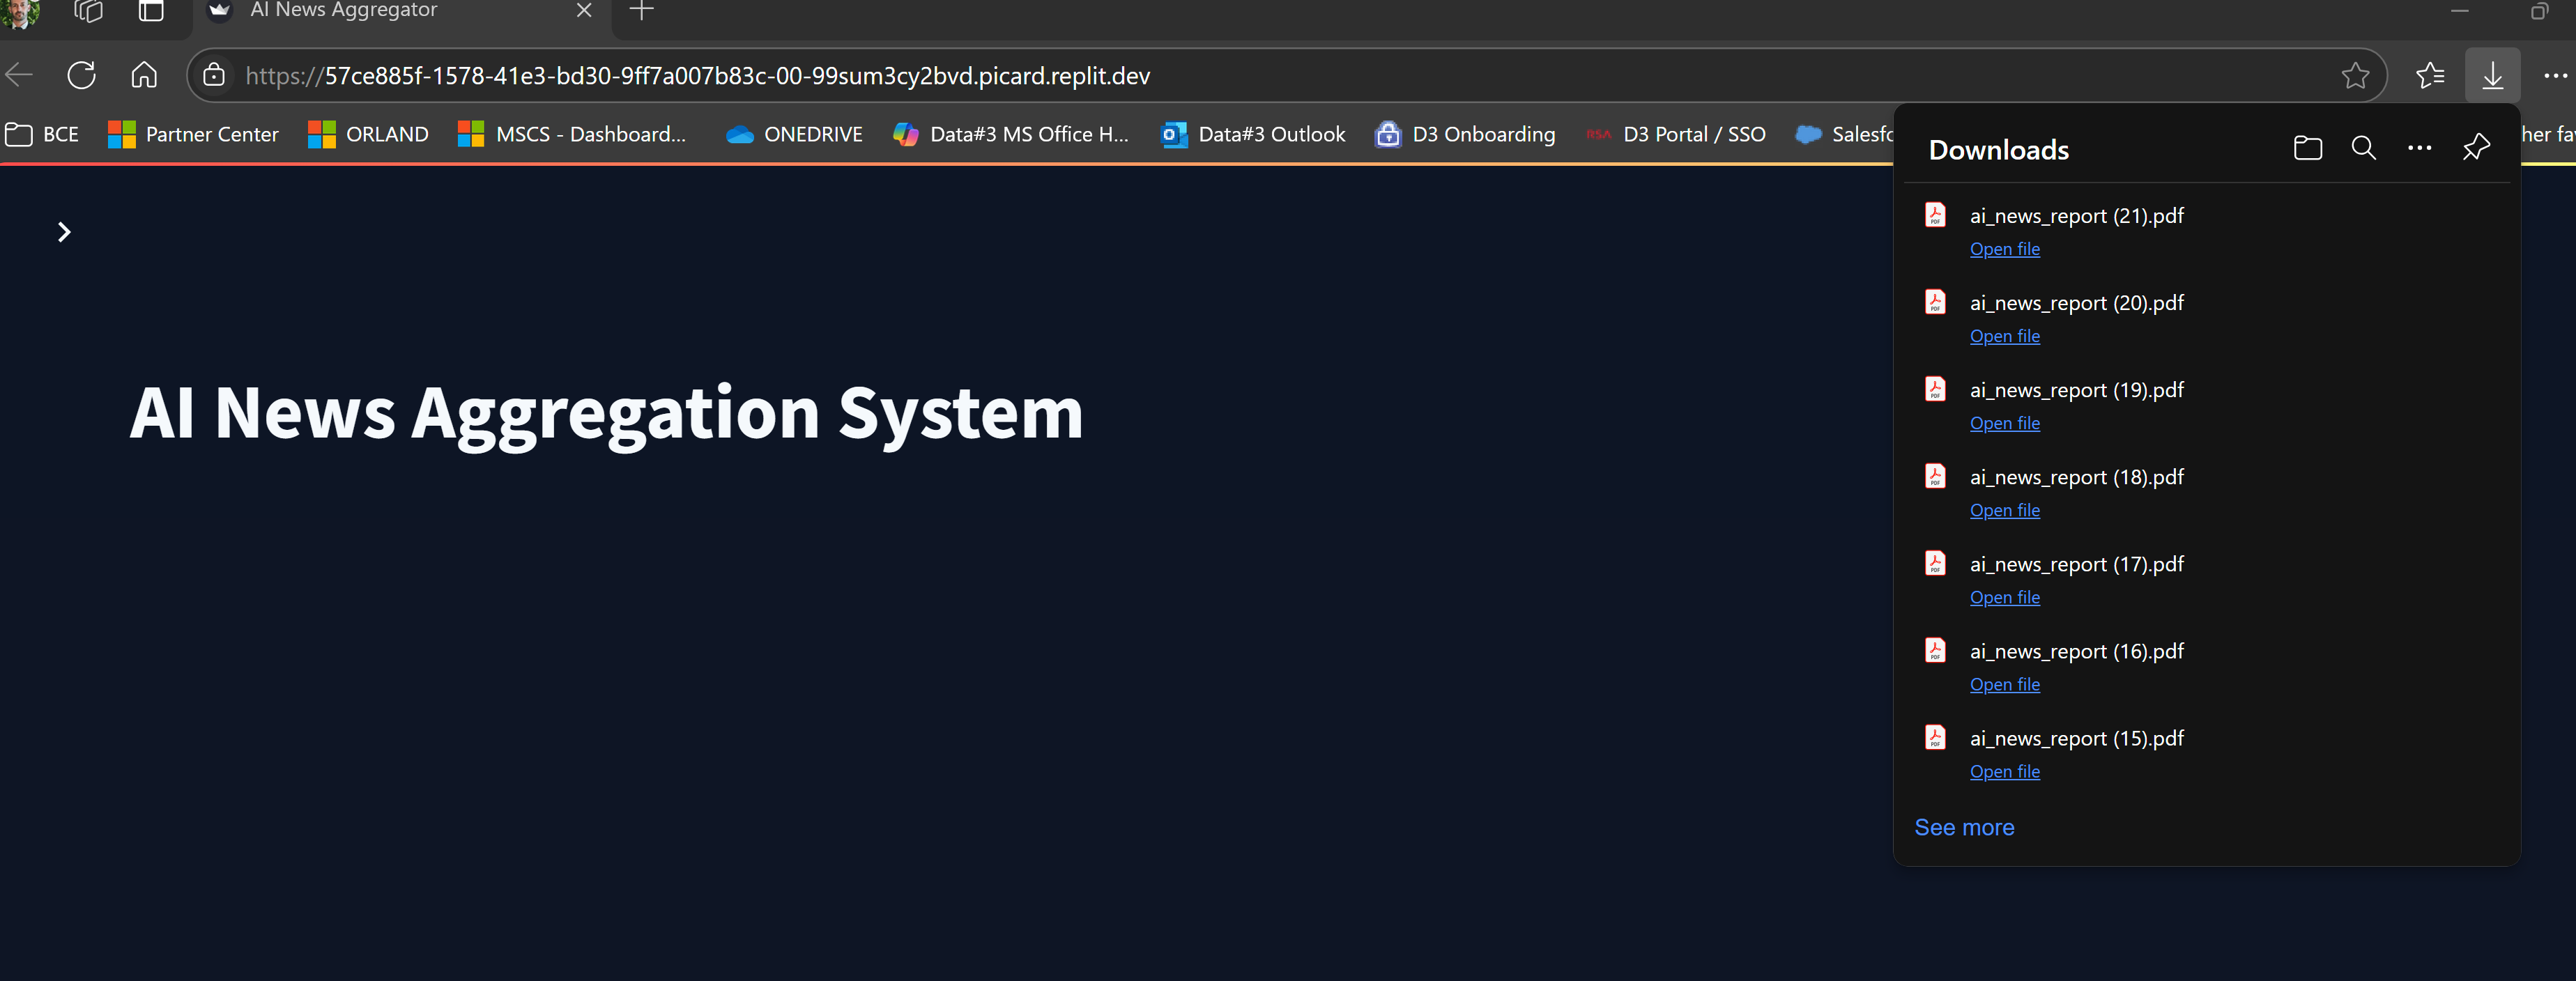 AI News Aggregator
https://57ce885f-1578-41e3-bd30-9ff7a007b83c-00-99sum3cy2bvd.picard.replit.dev
BCE
Partner Center
ORLAND
MSCS - Dashboard...
ONEDRIVE
Data#3 MS Office H...
Data#3 Outlook
D3 Onboarding
RSA
D3 Portal / SSO
Salesfc
her fa
Downloads
ai_news_report (21).pdf
Open file
ai_news_report (20).pdf
Open file
ai_news_report (19).pdf
Open file
ai_news_report (18).pdf
Open file
ai_news_report (17).pdf
Open file
ai_news_report (16).pdf
Open file
ai_news_report (15).pdf
Open file
See more
AI News Aggregation System